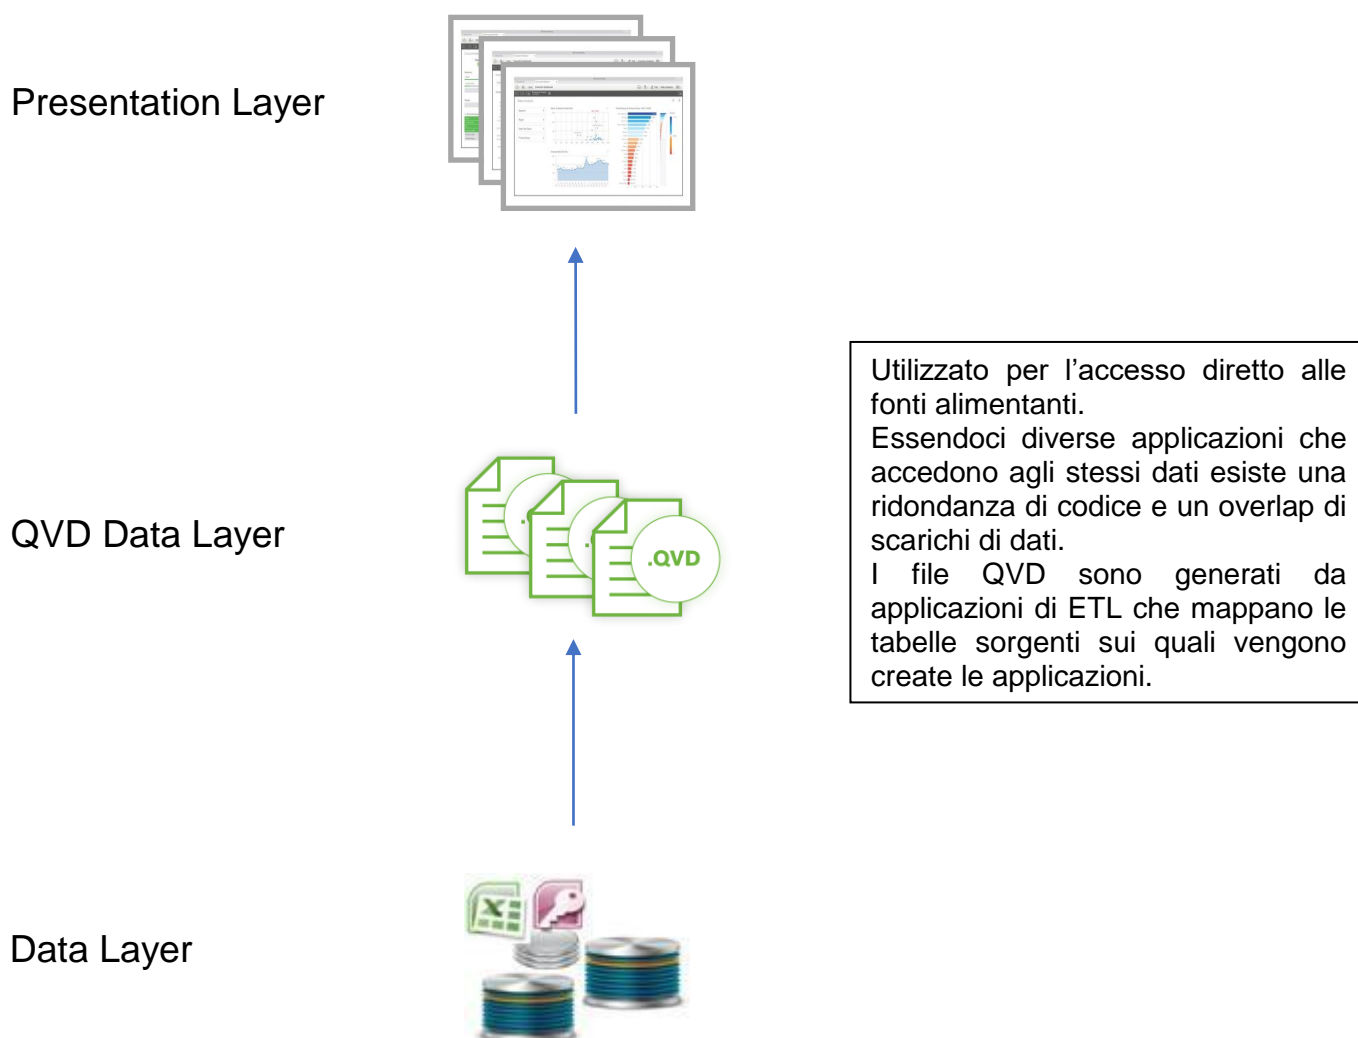 Presentation Layer
QVD Data Layer
.QVD
Utilizzato per l’accesso diretto alle
fonti alimentanti.
Essendoci diverse applicazioni che
accedono agli stessi dati esiste una
ridondanza di codice e un overlap di
scarichi di dati.
I file QVD sono generati da
applicazioni di ETL che mappano le
tabelle sorgenti sui quali vengono
create le applicazioni.
Data Layer